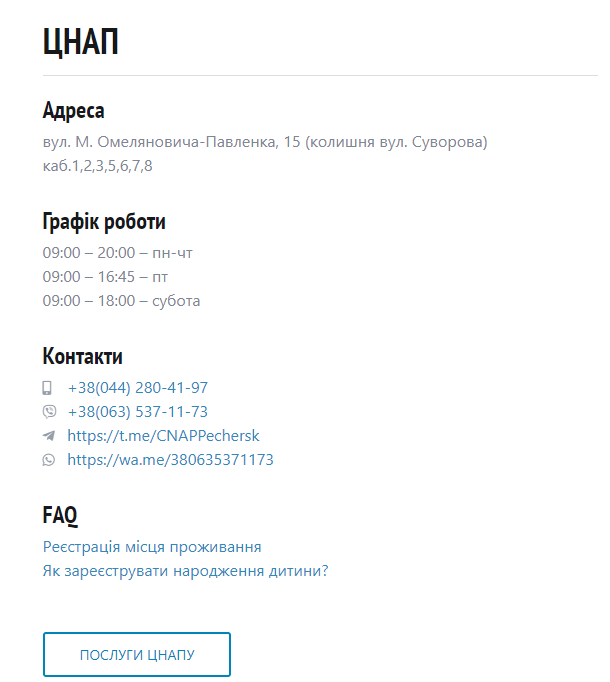 ЦНАП
Адреса
вул. М. Омеляновича-Павленка, 15 (колишня вул. Суворова)
каб.1,2,3,5,6,7,8
Графік роботи
09:00 – 20:00 – пн-чт
09:00 – 16:45 – пт
09:00 – 18:00 – субота
Контакти
+38(044) 280-41-97
+38(063) 537-11-73
https://t.me/CNAPPechersk
https://wa.me/380635371173
FAQ
Реєстрація місця проживання
Як зареєструвати народження дитини?
ПОСЛУГИ ЦНАПУ